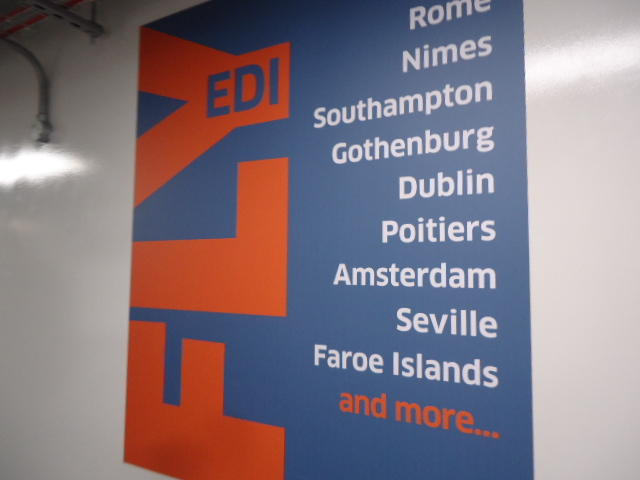 FLY
EDI
Rome
Nimes
Southampton
Gothenburg
Dublin
Poitiers
Amsterdam
Seville
Faroe Islands
and more...